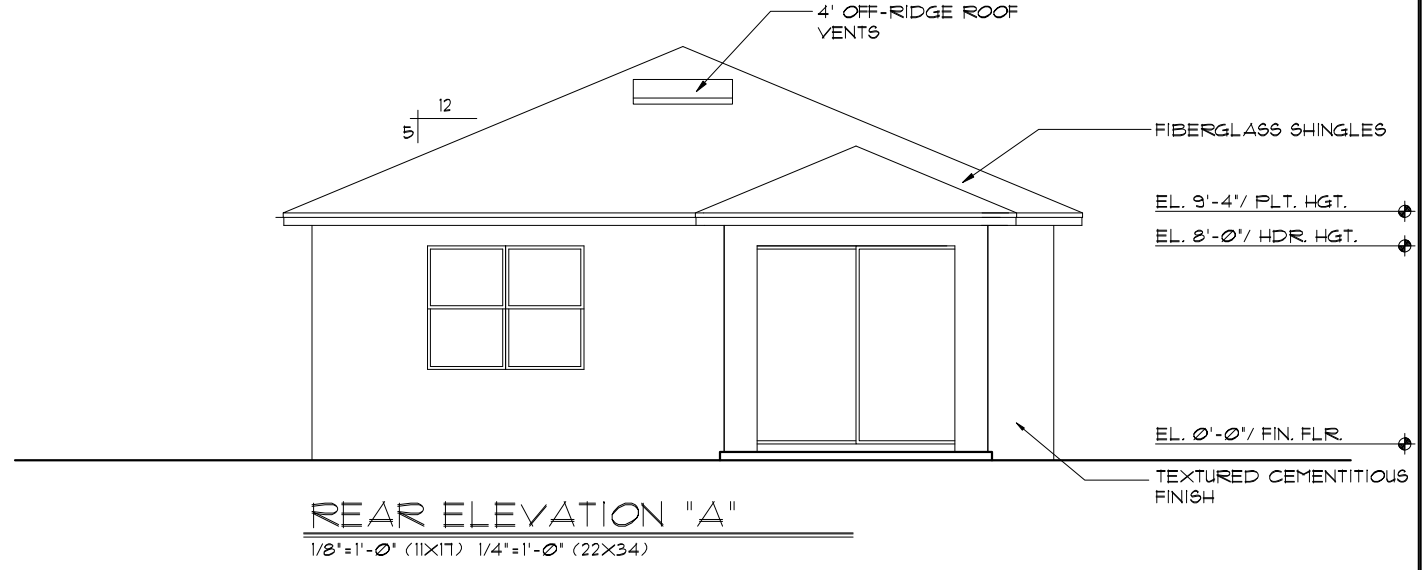 4' OFF-RIDGE ROOF
VENTS
12
5
FIBERGLASS SHINGLES
EL. 9'-4"/ PLT. HGT.
EL. 8'-0"/ HDR. HGT.
EL. 0'-0"/ FIN. FLR.
TEXTURED CEMENTITIOUS
FINISH
REAR ELEVATION "A"
1/8"=1'-0" (11X17) 1/4"=1'-0" (22X34)